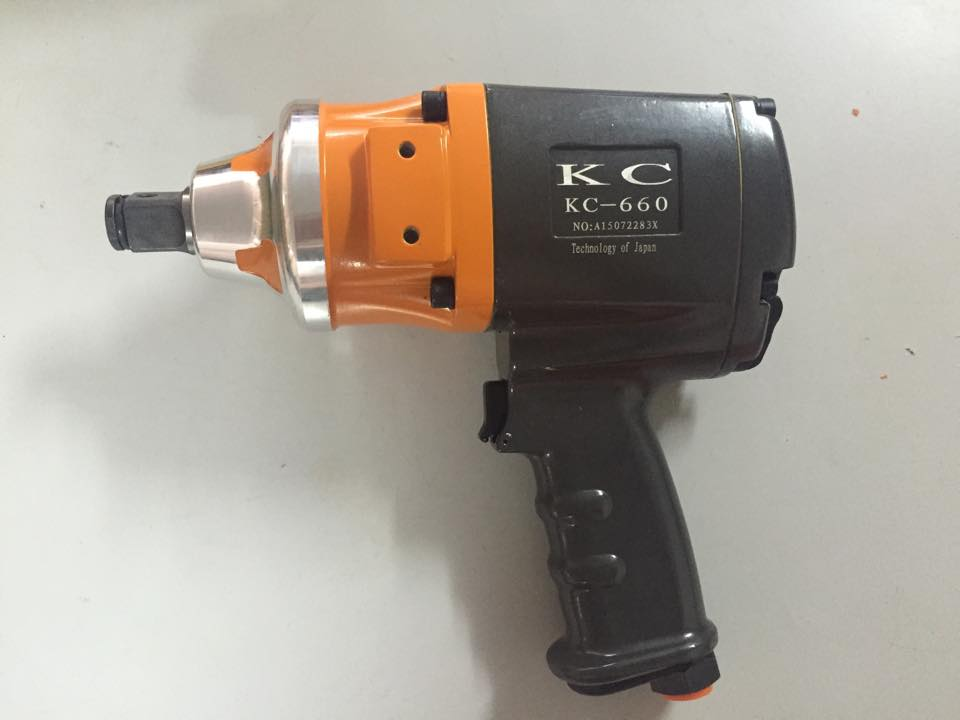 KC
KC-660
NO:A15072283X
Technology of Japan